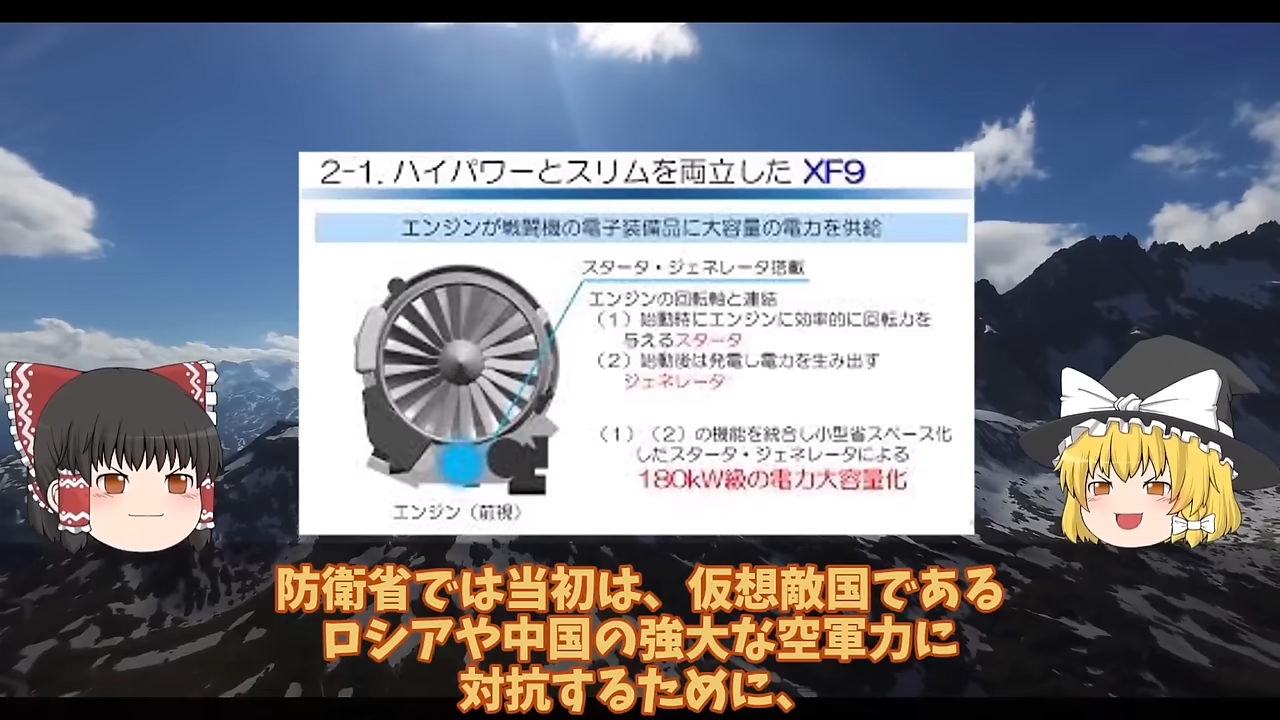 2-1. ハイパワーとスリムを両立した XF9
エンジンが戦闘機の電子装備品に大容量の電力を供給
スタータ・ジェネレータ搭載
エンジンの回転軸と連結
（1）始動時にエンジンに効率的に回転力を
与えるスタータ
（2）始動後は発電し電力を生み出す
ジェネレータ
（1）（2）の機能を統合し小型省スペース化
したスタータ・ジェネレータによる
180kW級の電力大容量化
エンジン（前視）
防衛省では当初は、仮想敵国である
ロシアや中国の強大な空軍力に
対抗するために、